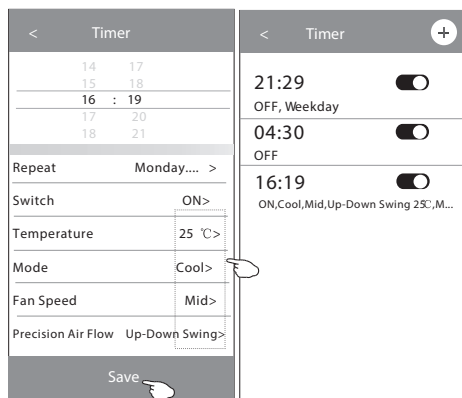 < Timer
14 17
15 18
16 : 19
17 20
18 21
Repeat Monday.... >
Switch ON>
Temperature 25 ℃>
Mode Cool>
Fan Speed Mid>
Precision Air Flow Up-Down Swing>
Save
< Timer +
21:29
OFF, Weekday
04:30
OFF
16:19
ON,Cool,Mid,Up-Down Swing 25℃,M...